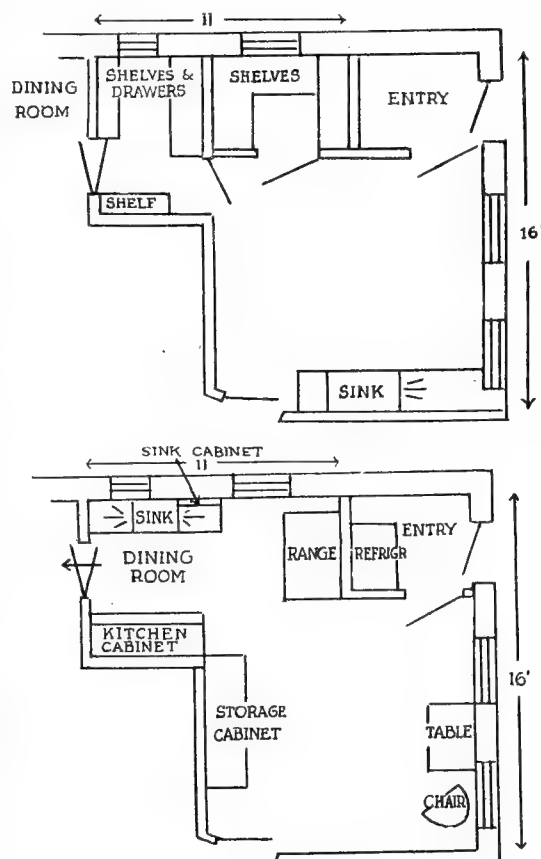 11
SHELVES &
DRAWERS
SHELVES
DINING
ROOM
ENTRY
SHELF
16'
SINK
SINK CABINET
11
SINK
DINING
ROOM
RANGE
REFRIGR
ENTRY
KITCHEN
CABINET
STORAGE
CABINET
16'
TABLE
CHAIR